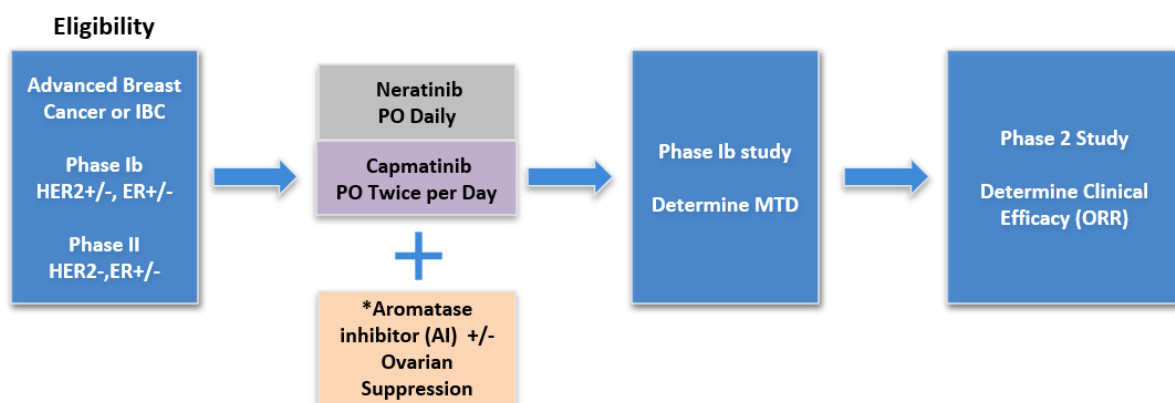 Eligibility
Advanced Breast
Cancer or IBC
Phase Ib
HER2+/-, ER+/-
Phase II
HER2-,ER+/-
Neratinib
PO Daily
Capmatinib
PO Twice per Day
*Aromatase
inhibitor (AI) +/-
Ovarian
Suppression
Phase Ib study
Determine MTD
Phase 2 Study
Determine Clinical
Efficacy (ORR)